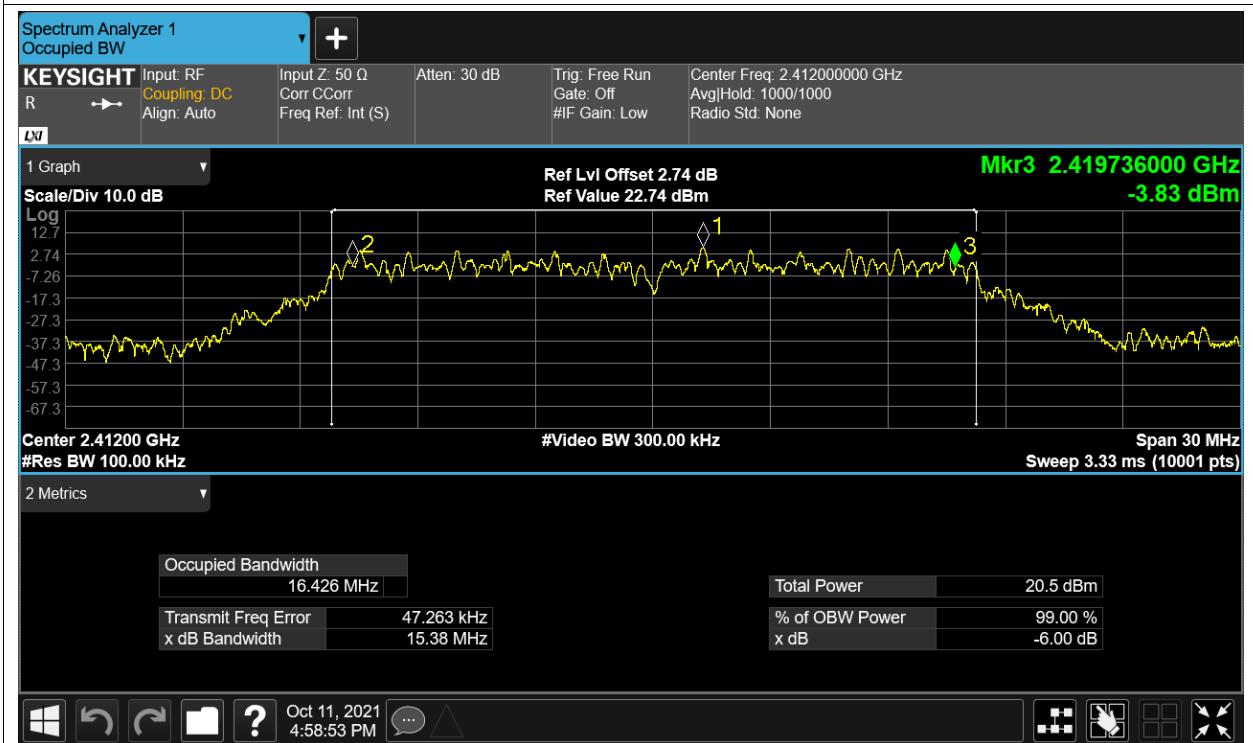 Spectrum Analyzer 1
Occupied BW
KEYSIGHT
R
LXI
Input: RF
Coupling: DC
Align: Auto
Input Z: 50 Ω
Corr CCorr
Freq Ref: Int (S)
Atten: 30 dB
Trig: Free Run
Gate: Off
#IF Gain: Low
Center Freq: 2.412000000 GHz
Avg|Hold: 1000/1000
Radio Std: None
1 Graph
Scale/Div 10.0 dB
Ref Lvl Offset 2.74 dB
Ref Value 22.74 dBm
Mkr3 2.419736000 GHz
-3.83 dBm
Log
12.7
2.74
-7.26
-17.3
-27.3
-37.3
-47.3
-57.3
-67.3
2
1
3
Center 2.41200 GHz
#Video BW 300.00 kHz
Span 30 MHz
#Res BW 100.00 kHz
Sweep 3.33 ms (10001 pts)
2 Metrics
Occupied Bandwidth
16.426 MHz
Transmit Freq Error 47.263 kHz
x dB Bandwidth 15.38 MHz
Total Power 20.5 dBm
% of OBW Power 99.00 %
x dB -6.00 dB
?
Oct 11, 2021
4:58:53 PM